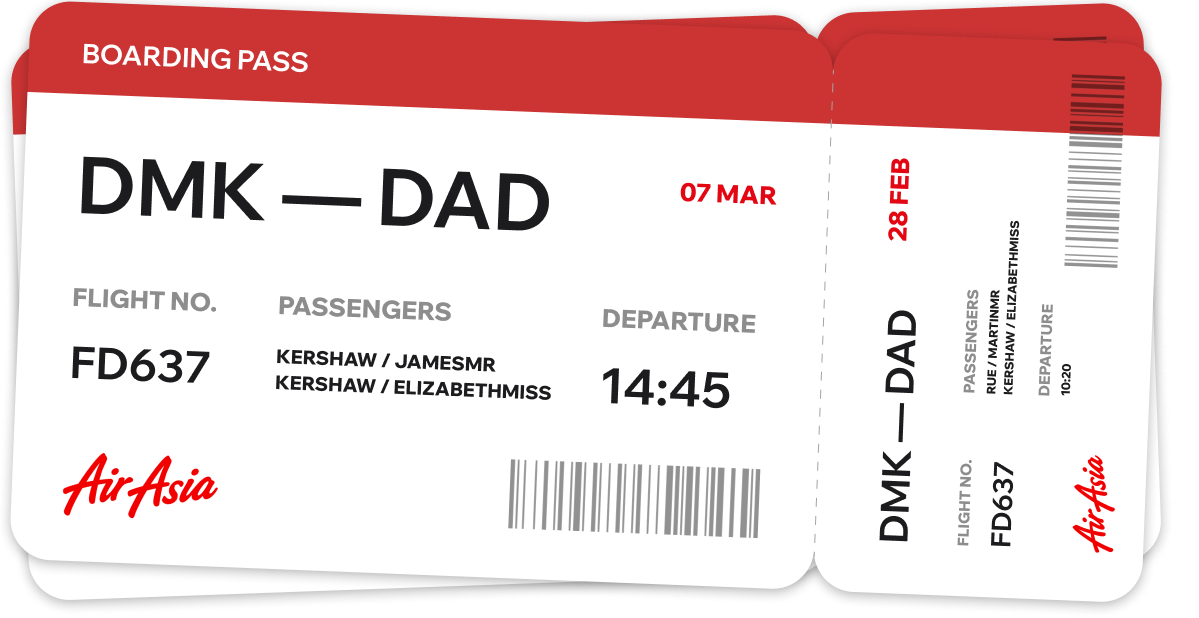 BOARDING PASS
DMK — DAD
07 MAR
FLIGHT NO.
PASSENGERS
DEPARTURE
FD637
KERSHAW / JAMESMR
KERSHAW / ELIZABETHMISS
14:45
AirAsia
DMK — DAD
28 FEB
FLIGHT NO.
FD637
PASSENGERS
RUE / MARTINMR
KERSHAW / ELIZABETHMISS
DEPARTURE
10:20
AirAsia